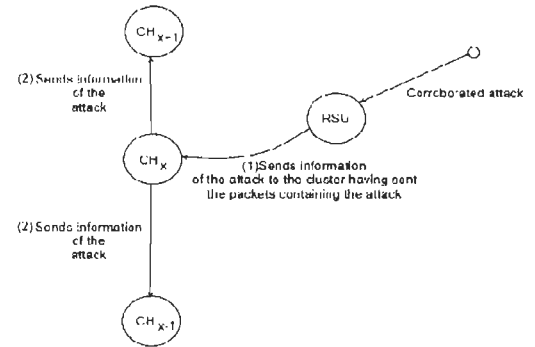 CH x+1
(2) Sends information
of the
attack
Corroborated attack
RSU
CH x
(1) Sends information
of the attack to the cluster having sent
the packets containing the attack
(2) Sends information
of the
attack
CH x-1